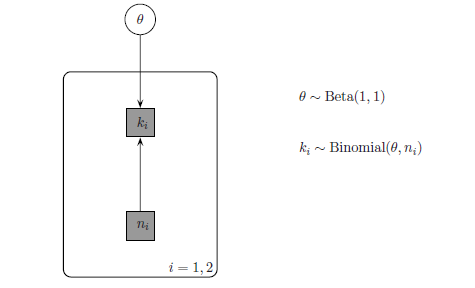 θ
θ ∼ Beta(1, 1)
k_i
k_i ∼ Binomial(θ, n_i)
n_i
i = 1, 2